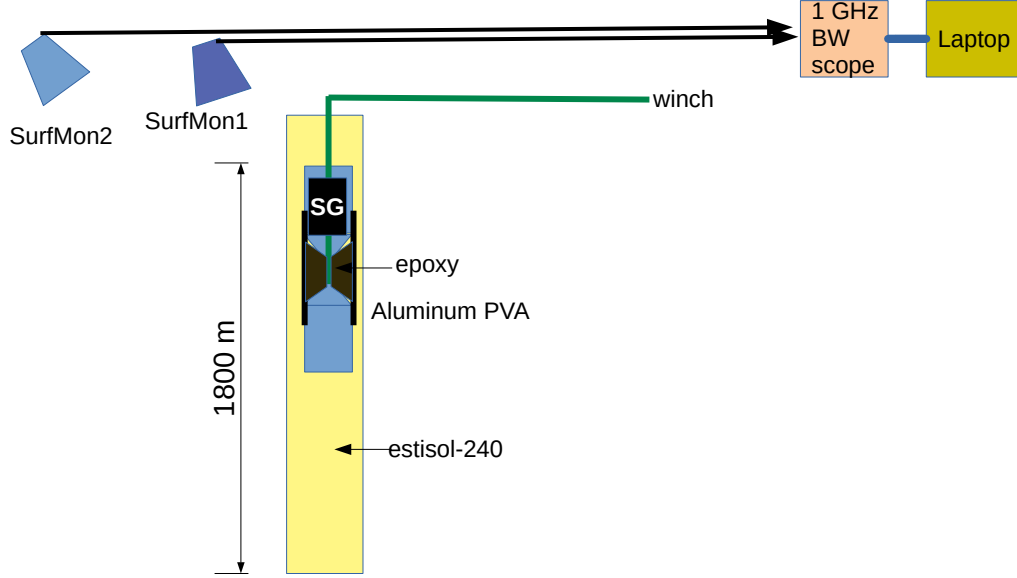 1 GHz
BW
scope
Laptop
SurfMon2
SurfMon1
winch
SG
epoxy
Aluminum PVA
1800 m
estisol-240